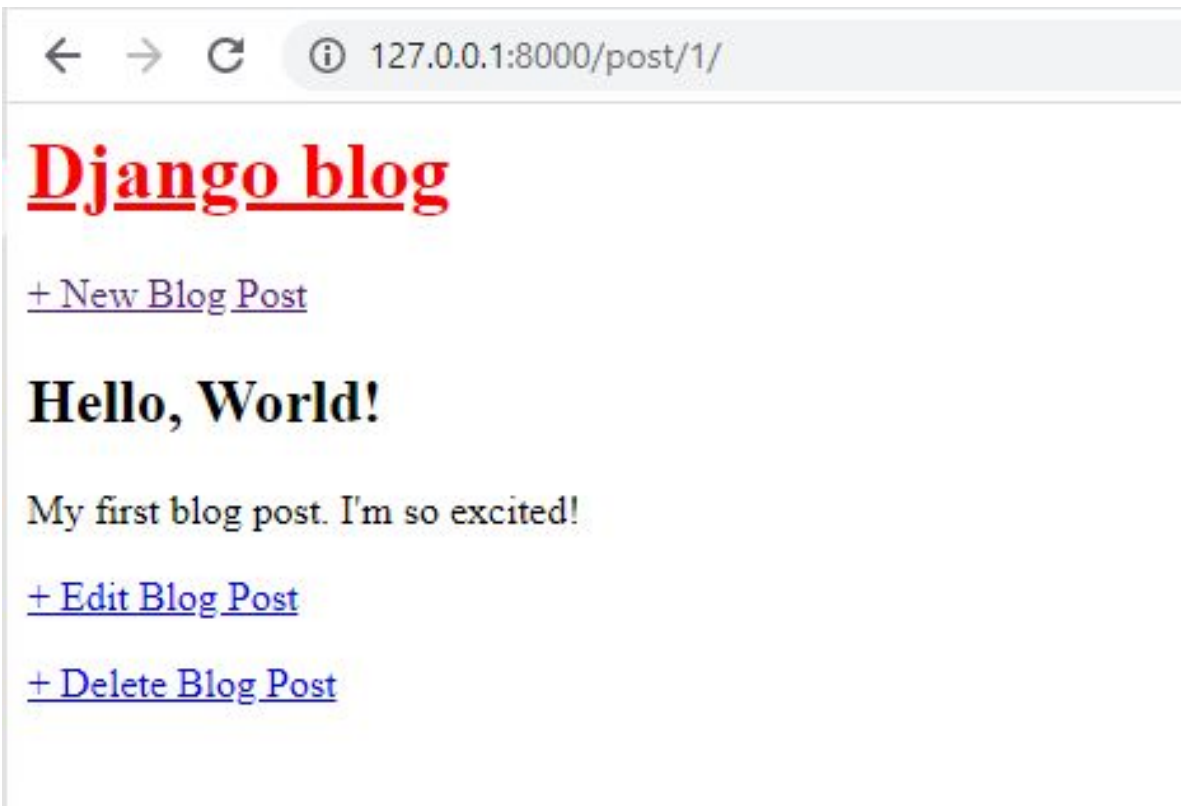 127.0.0.1:8000/post/1/
Django blog
+ New Blog Post
Hello, World!
My first blog post. I'm so excited!
+ Edit Blog Post
+ Delete Blog Post